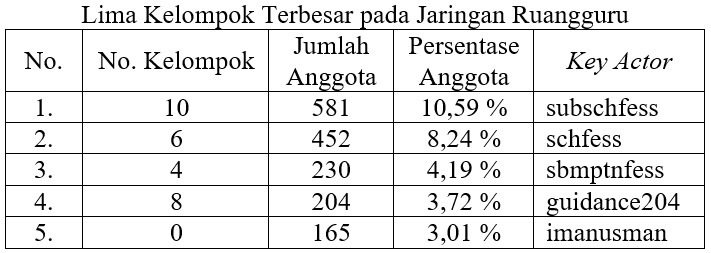 Lima Kelompok Terbesar pada Jaringan Ruangguru
No. No. Kelompok Jumlah Anggota Persentase Anggota Key Actor
1. 10 581 10,59 % subschfess
2. 6 452 8,24 % schfess
3. 4 230 4,19 % sbmptnfess
4. 8 204 3,72 % guidance204
5. 0 165 3,01 % imanusman